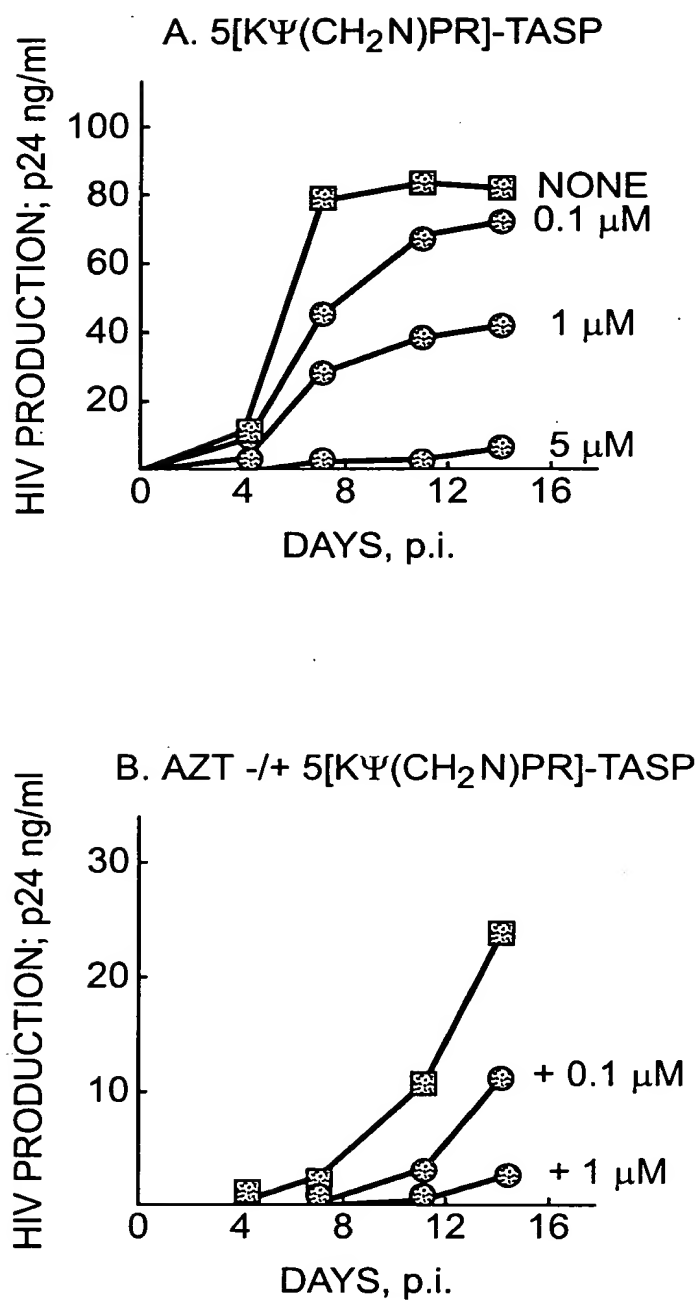 A. 5[KΨ(CH₂N)PR]-TASP
HIV PRODUCTION; p24 ng/ml
100
80
60
40
20
NONE
0.1 μM
1 μM
5 μM
0 4 8 12 16
DAYS, p.i.
B. AZT -/+ 5[KΨ(CH₂N)PR]-TASP
HIV PRODUCTION; p24 ng/ml
30
20
10
+ 0.1 μM
+ 1 μM
0 4 8 12 16
DAYS, p.i.